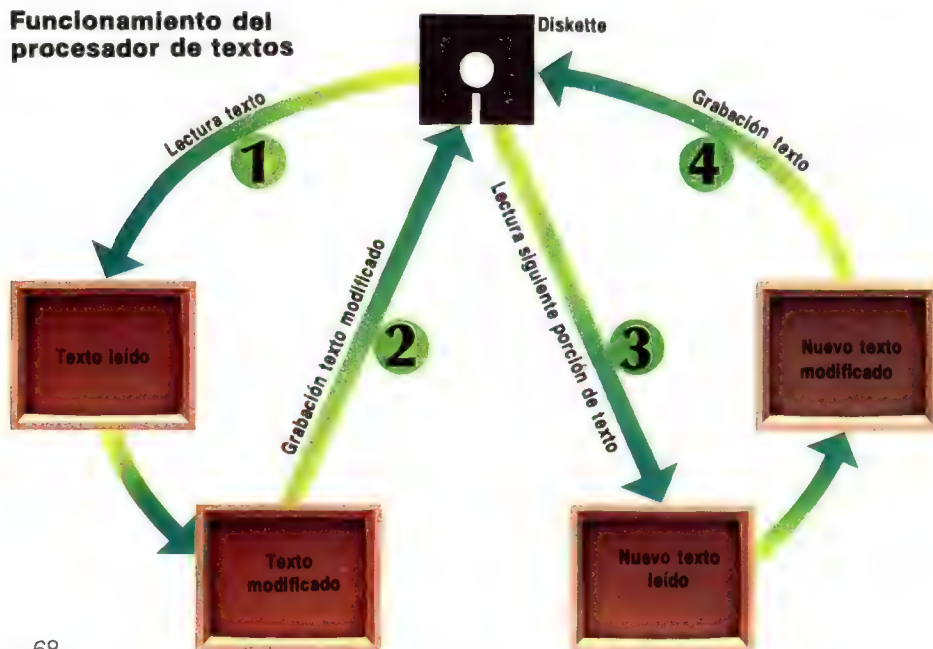 Funcionamiento del
procesador de textos
Diskette
Lectura texto
1
Grabación texto
4
Grabación texto modificado
2
Lectura siguiente porción de texto
3
Texto leído
Nuevo texto
modificado
Texto
modificado
Nuevo texto
leído
68